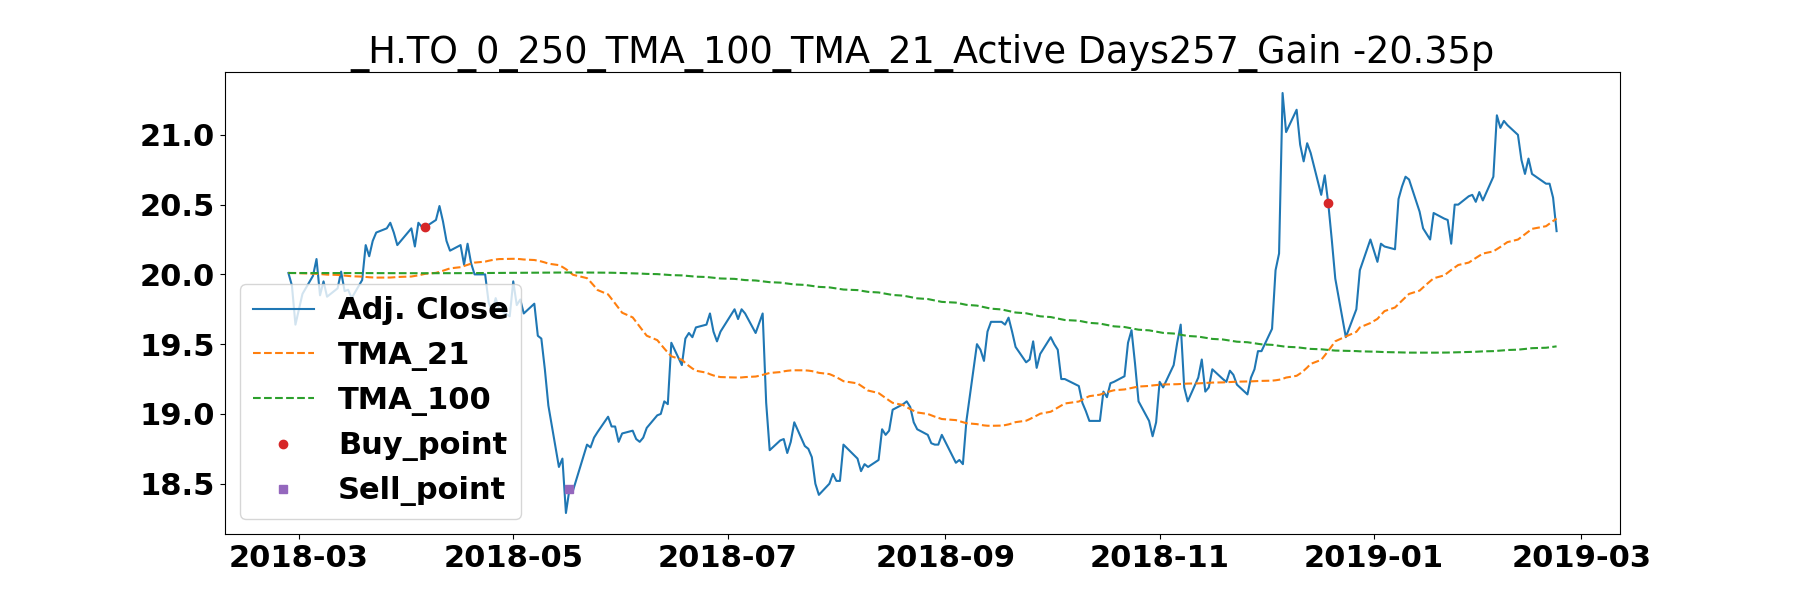 _H.TO_0_250_TMA_100_TMA_21_Active Days257_Gain -20.35p
21.0
20.5
20.0
19.5
19.0
18.5
Adj. Close
TMA_21
TMA_100
Buy_point
Sell_point
2018-03 2018-05 2018-07 2018-09 2018-11 2019-01 2019-03